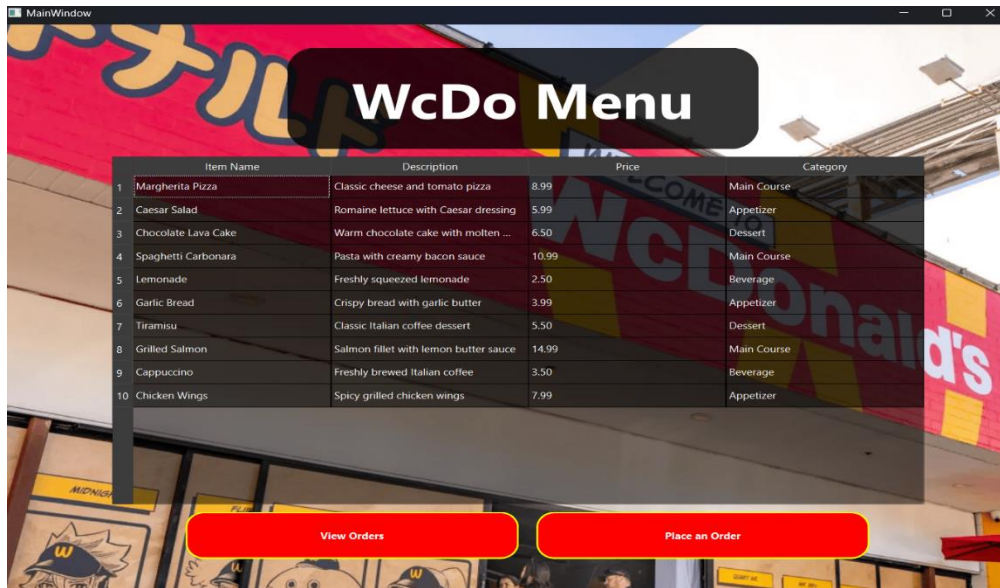 MainWindow
ドナルド
WcDo Menu
WELCOME TO
WcDonald's
Item Name Description Price Category
1 Margherita Pizza Classic cheese and tomato pizza 8.99 Main Course
2 Caesar Salad Romaine lettuce with Caesar dressing 5.99 Appetizer
3 Chocolate Lava Cake Warm chocolate cake with molten ... 6.50 Dessert
4 Spaghetti Carbonara Pasta with creamy bacon sauce 10.99 Main Course
5 Lemonade Freshly squeezed lemonade 2.50 Beverage
6 Garlic Bread Crispy bread with garlic butter 3.99 Appetizer
7 Tiramisu Classic Italian coffee dessert 5.50 Dessert
8 Grilled Salmon Salmon fillet with lemon butter sauce 14.99 Main Course
9 Cappuccino Freshly brewed Italian coffee 3.50 Beverage
10 Chicken Wings Spicy grilled chicken wings 7.99 Appetizer
View Orders Place an Order